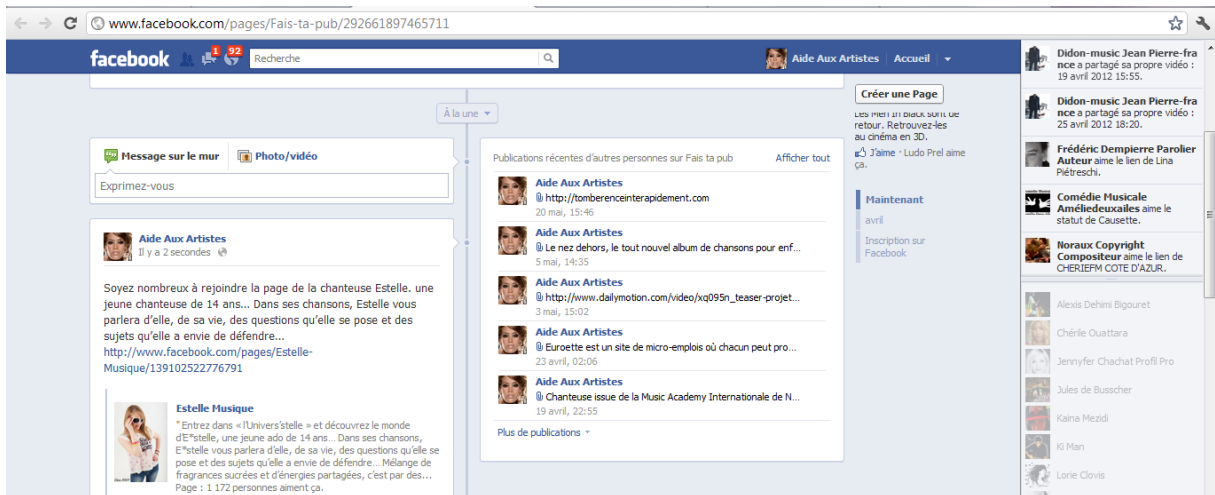 www.facebook.com/pages/Fais-ta-pub/292661897465711
facebook
1
92
Recherche
Aide Aux Artistes
Accueil
À la une
Message sur le mur
Photo/vidéo
Exprimez-vous
Aide Aux Artistes
Il y a 2 secondes
Soyez nombreux à rejoindre la page de la chanteuse Estelle. une
jeune chanteuse de 14 ans... Dans ses chansons, Estelle vous
parlera d'elle, de sa vie, des questions qu'elle se pose et des
sujets qu'elle a envie de défendre...
http://www.facebook.com/pages/Estelle-
Musique/139102522776791
Estelle Musique
"Entrez dans « l'Univers'stelle » et découvrez le monde
d'E*stelle, une jeune ado de 14 ans... Dans ses chansons,
E*stelle vous parlera d'elle, de sa vie, des questions qu'elle se
pose et des sujets qu'elle a envie de défendre... Mélange de
fragrances sucrées et d'énergies partagées, c'est par des...
Page : 1 172 personnes aiment ça.
Publications récentes d'autres personnes sur Fais ta pub
Afficher tout
Aide Aux Artistes
http://tomberenceinterapidement.com
20 mai, 15:46
Aide Aux Artistes
Le nez dehors, le tout nouvel album de chansons pour enf...
5 mai, 14:35
Aide Aux Artistes
http://www.dailymotion.com/video/xq095n_teaser-projet...
3 mai, 15:02
Aide Aux Artistes
Euroette est un site de micro-emplois où chacun peut pro...
23 avril, 02:06
Aide Aux Artistes
Chanteuse issue de la Music Academy Internationale de N...
19 avril, 22:55
Plus de publications
Créer une Page
Les Men In Black sont de
retour. Retrouvez-les
au cinéma en 3D.
J'aime · Ludo Prel aime
ça.
Maintenant
avril
Inscription sur
Facebook
Didon-music Jean Pierre-fra
nce a partagé sa propre vidéo :
19 avril 2012 15:55.
Didon-music Jean Pierre-fra
nce a partagé sa propre vidéo :
25 avril 2012 18:20.
Frédéric Dempierre Parolier
Auteur aime le lien de Lina
Piétreschi.
Comédie Musicale
Améliedeuxailes aime le
statut de Causette.
Noraux Copyright
Compositeur aime le lien de
CHERIEFM COTE D'AZUR.
Alexis Dehimi Bigouret
Chérile Ouattara
Jennyfer Chachat Profil Pro
Jules de Busscher
Kaina Mezidi
Ki Man
Lorie Clovis